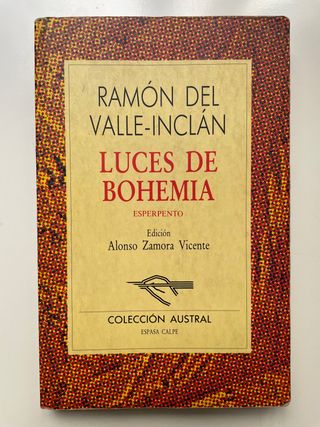 RAMÓN DEL
VALLE-INCLÁN
LUCES DE
BOHEMIA
ESPERPENTO
Edición
Alonso Zamora Vicente
COLECCIÓN AUSTRAL
ESPASA CALPE